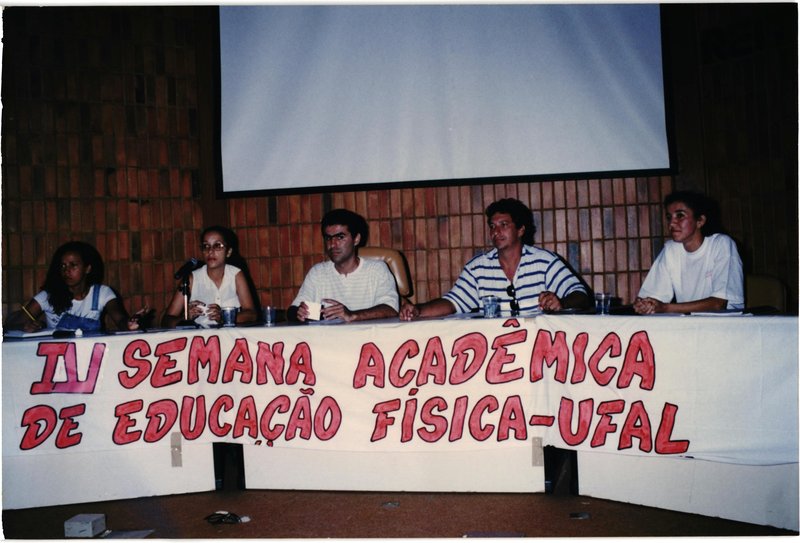 IV SEMANA ACADÊMICA
DE EDUCAÇÃO FÍSICA-UFAL